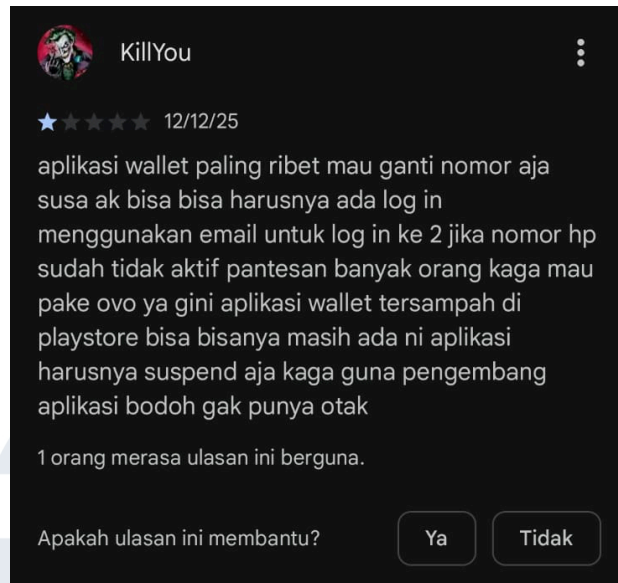 KillYou
12/12/25
aplikasi wallet paling ribet mau ganti nomor aja
susa ak bisa bisa harusnya ada log in
menggunakan email untuk log in ke 2 jika nomor hp
sudah tidak aktif pantesan banyak orang kaga mau
pake ovo ya gini aplikasi wallet tersampah di
playstore bisa bisanya masih ada ni aplikasi
harusnya suspend aja kaga guna pengembang
aplikasi bodoh gak punya otak
1 orang merasa ulasan ini berguna.
Apakah ulasan ini membantu?
Ya
Tidak